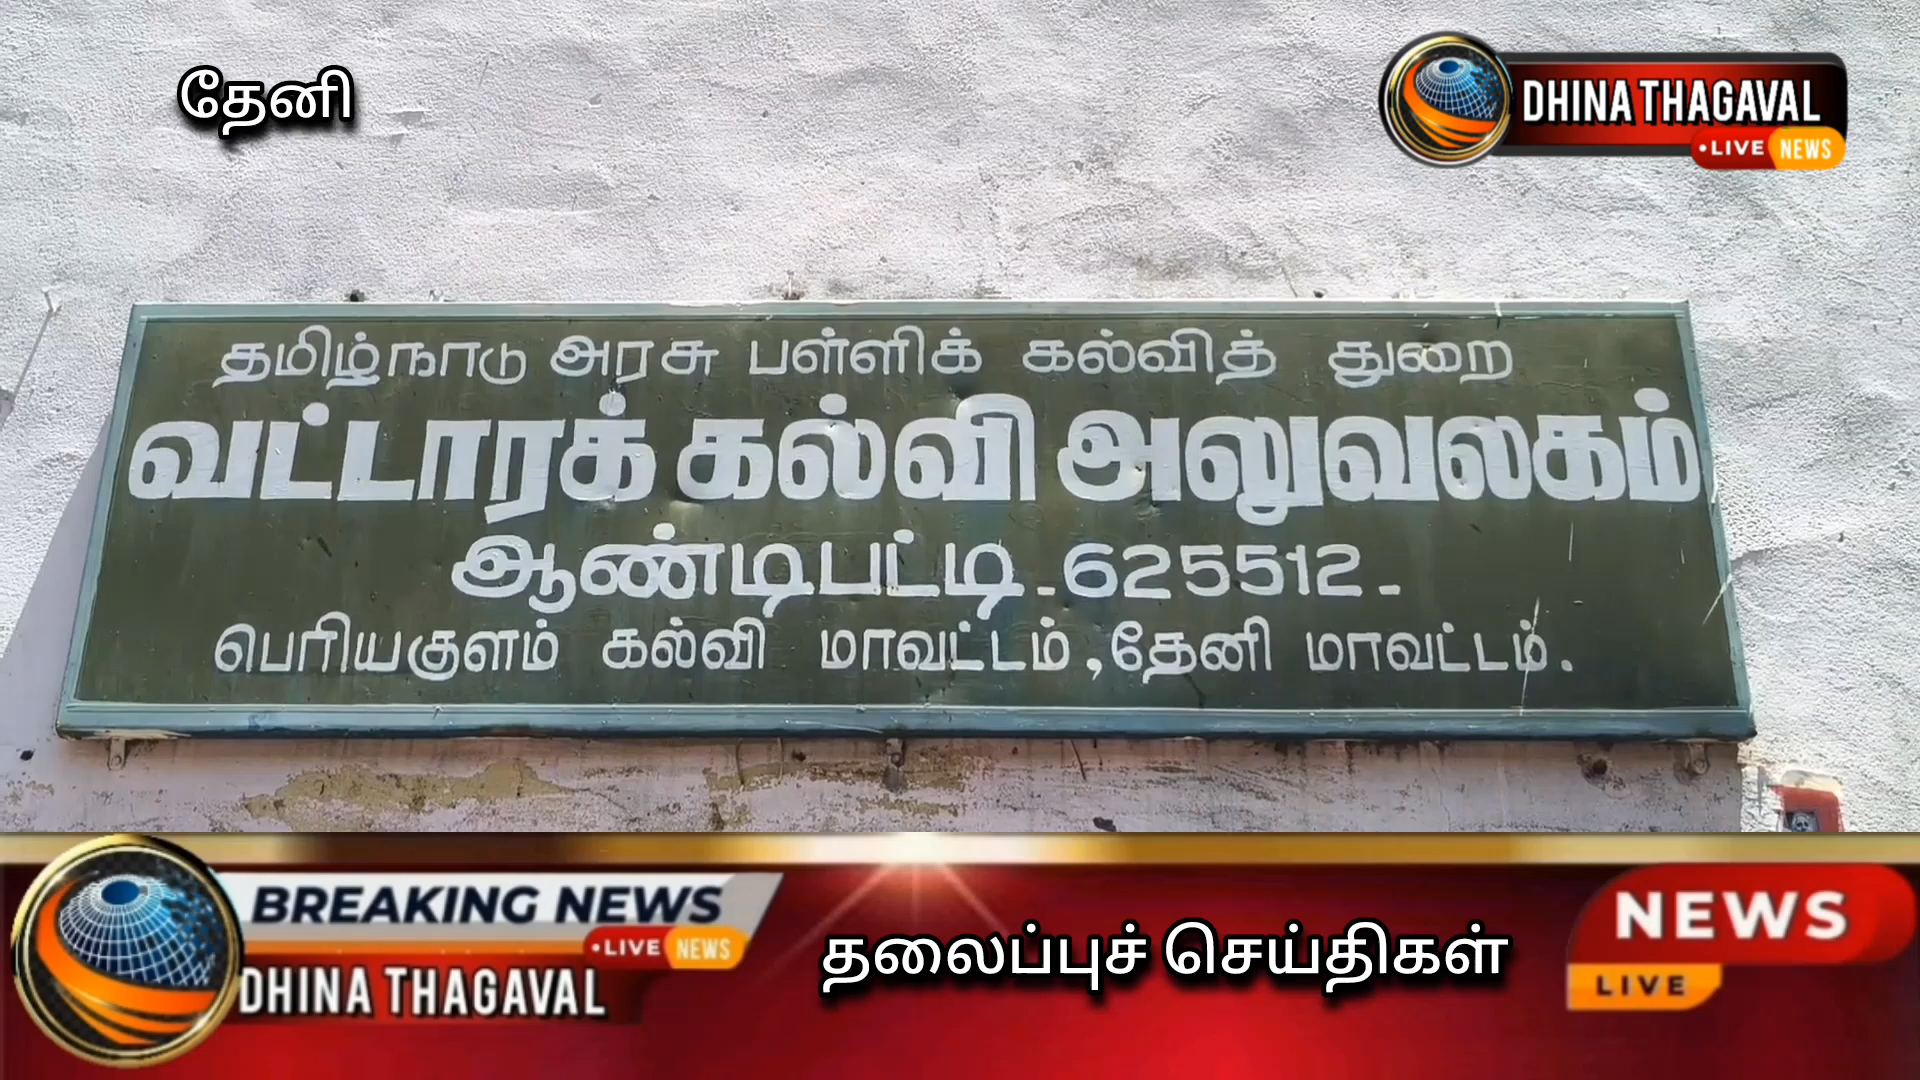 தேனி
DHINA THAGAVAL
•LIVE NEWS
தமிழ்நாடு அரசு பள்ளிக் கல்வித் துறை
வட்டாரக் கல்வி அலுவலகம்
ஆண்டிபட்டி-625512-
பெரியகுளம் கல்வி மாவட்டம்,தேனி மாவட்டம்.
BREAKING NEWS
•LIVE NEWS
DHINA THAGAVAL
தலைப்புச் செய்திகள்
NEWS
LIVE